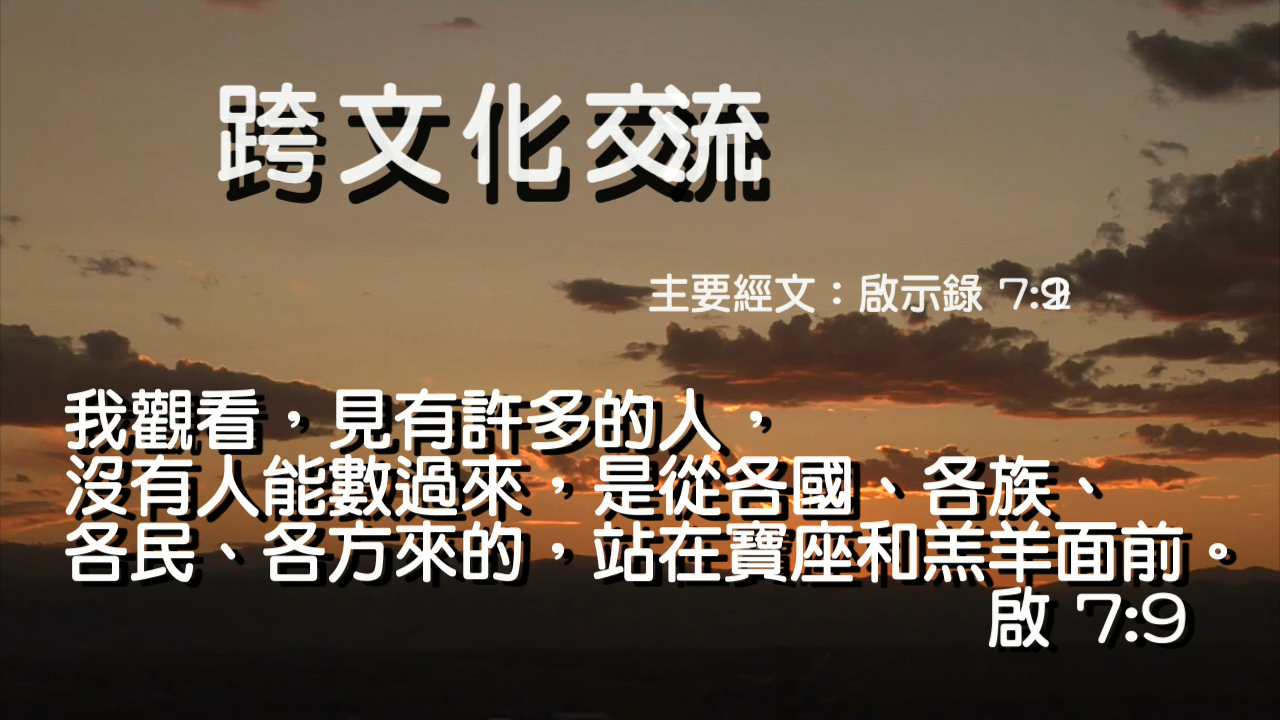 跨文化交流
主要經文：啟示錄 7:9
我觀看，見有許多的人，
沒有人能數過來，是從各國、各族、
各民、各方來的，站在寶座和羔羊面前。
啟 7:9